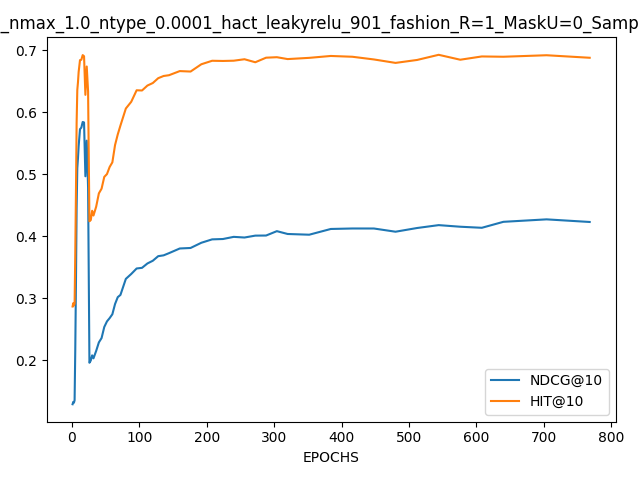 _nmax_1.0_ntype_0.0001_hact_leakyrelu_901_fashion_R=1_MaskU=0_Samp
0.7
0.6
0.5
0.4
0.3
0.2
NDCG@10
HIT@10
0 100 200 300 400 500 600 700 800
EPOCHS